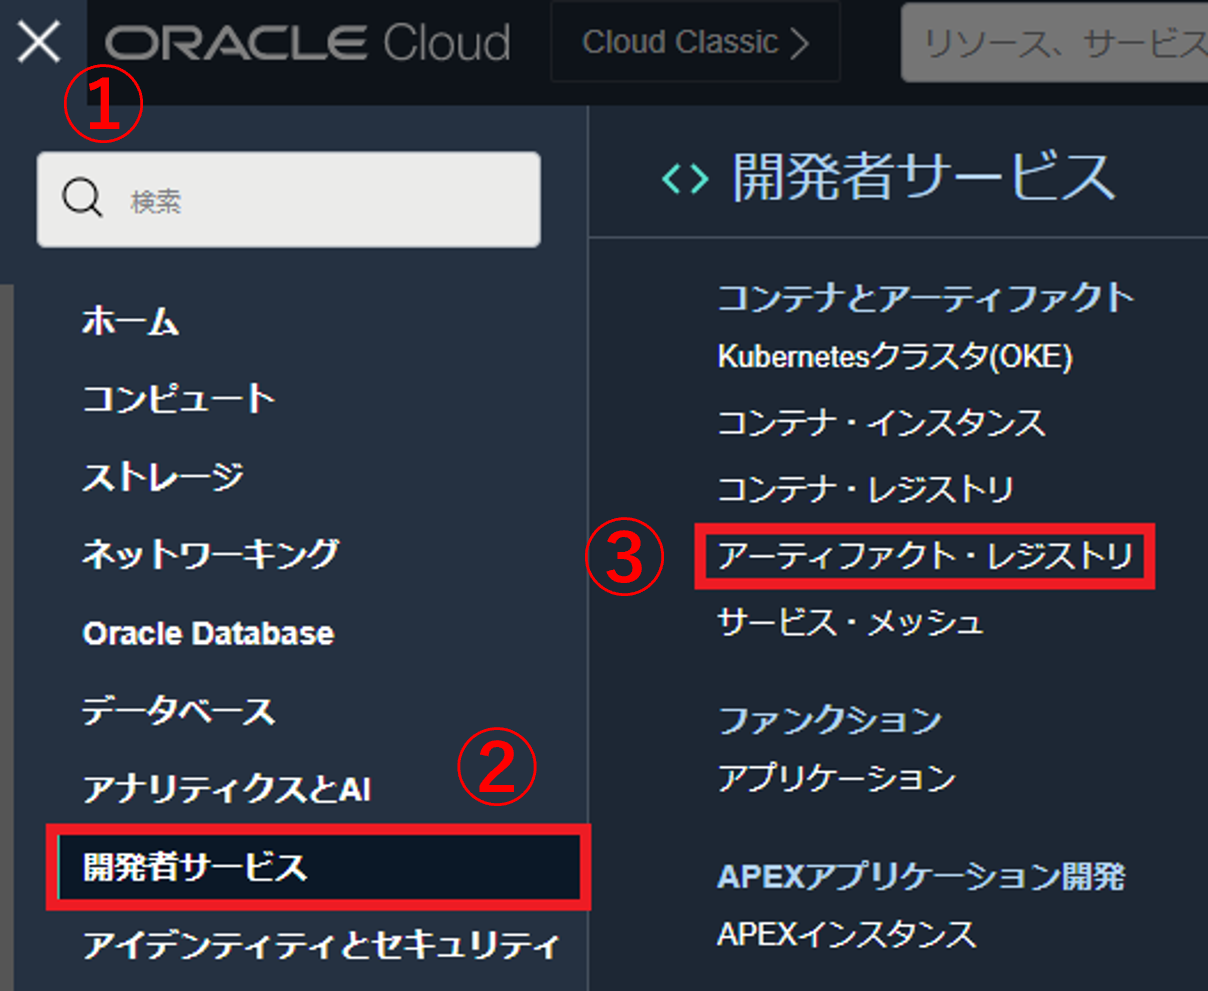 ORACLE Cloud
Cloud Classic
リソース、サービス
①
検索
ホーム
コンピュート
ストレージ
ネットワーキング
Oracle Database
データベース
アナリティクスとAI
②
開発者サービス
アイデンティティとセキュリティ
開発者サービス
コンテナとアーティファクト
Kubernetesクラスタ(OKE)
コンテナ・インスタンス
コンテナ・レジストリ
③
アーティファクト・レジストリ
サービス・メッシュ
ファンクション
アプリケーション
APEXアプリケーション開発
APEXインスタンス